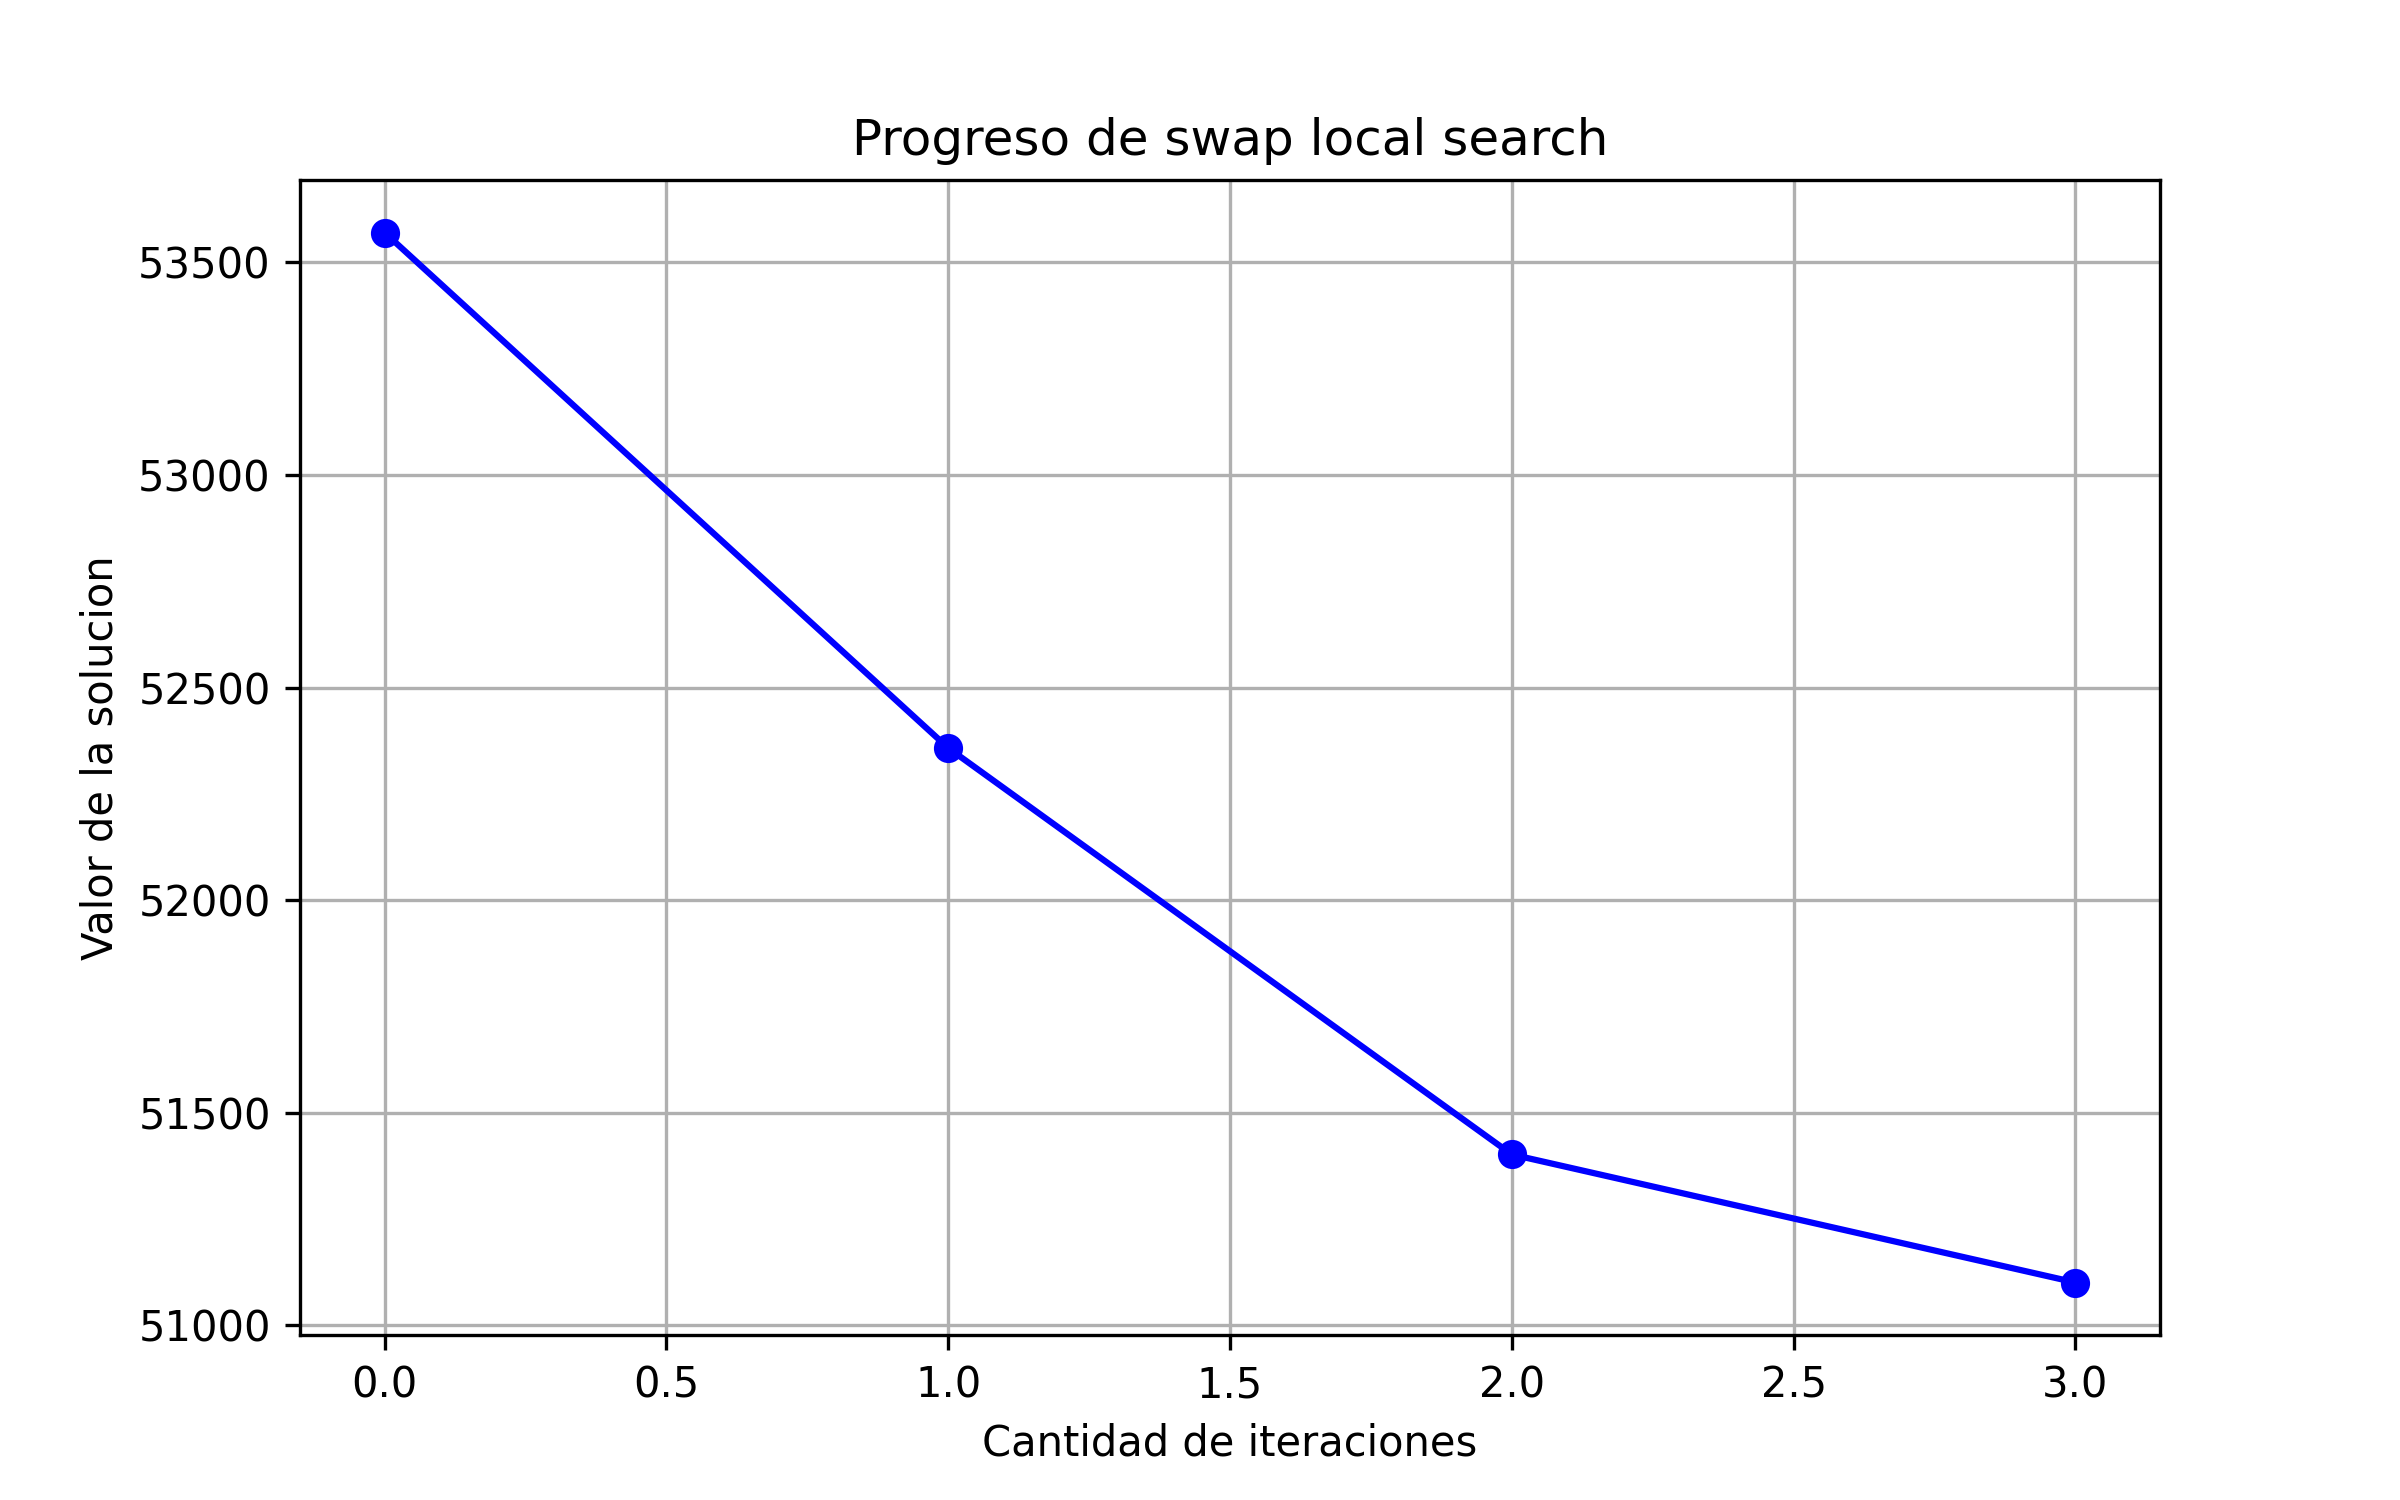 Progreso de swap local search
Valor de la solucion
53500
53000
52500
52000
51500
51000
0.0 0.5 1.0 1.5 2.0 2.5 3.0
Cantidad de iteraciones